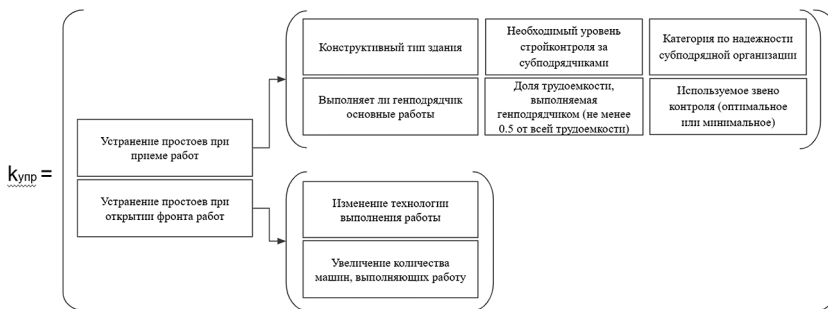 kупр =
Устранение простоев при
приеме работ
Устранение простоев при
открытии фронта работ
Конструктивный тип здания
Необходимый уровень
стройконтроля за
субподрядчиками
Категория по надежности
субподрядной организации
Выполняет ли генподрядчик
основные работы
Доля трудоемкости,
выполняемая
генподрядчиком (не менее
0.5 от всей трудоемкости)
Используемое звено
контроля (оптимальное
или минимальное)
Изменение технологии
выполнения работы
Увеличение количества
машин, выполняющих работу